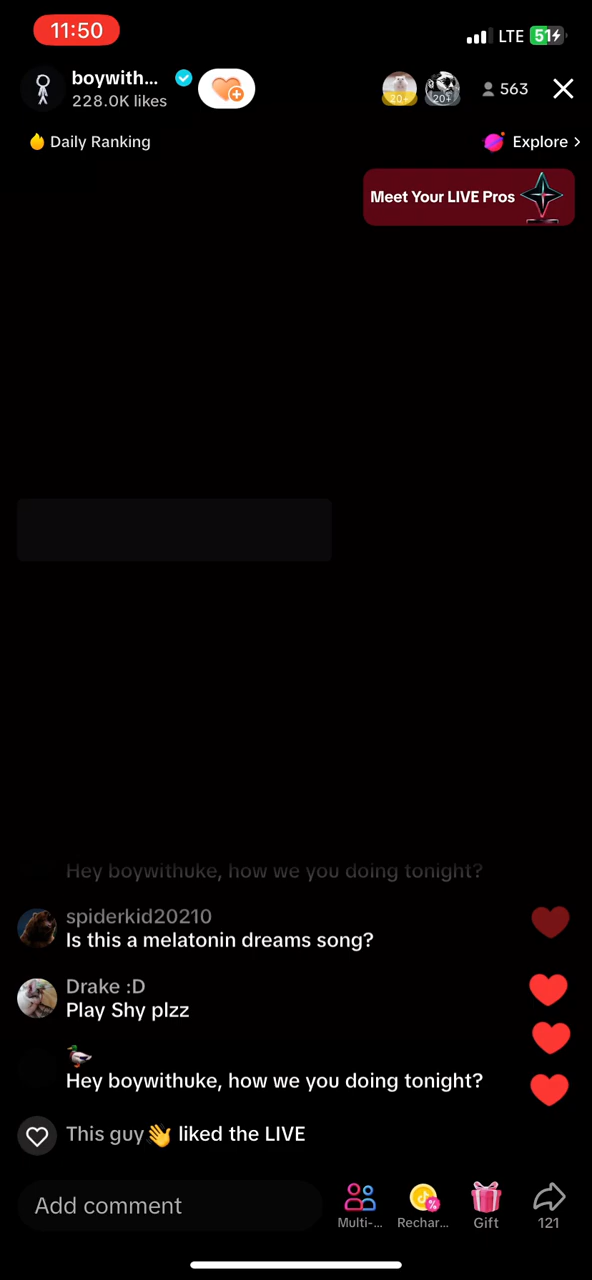 11:50
LTE 51
boywith...
228.0K likes
20+
20+
563
Daily Ranking
Explore >
Meet Your LIVE Pros
Hey boywithuke, how we you doing tonight?
spiderkid20210
Is this a melatonin dreams song?
Drake :D
Play Shy plzz
🦆
Hey boywithuke, how we you doing tonight?
This guy👋 liked the LIVE
Add comment
Multi-...
Rechar...
Gift
121